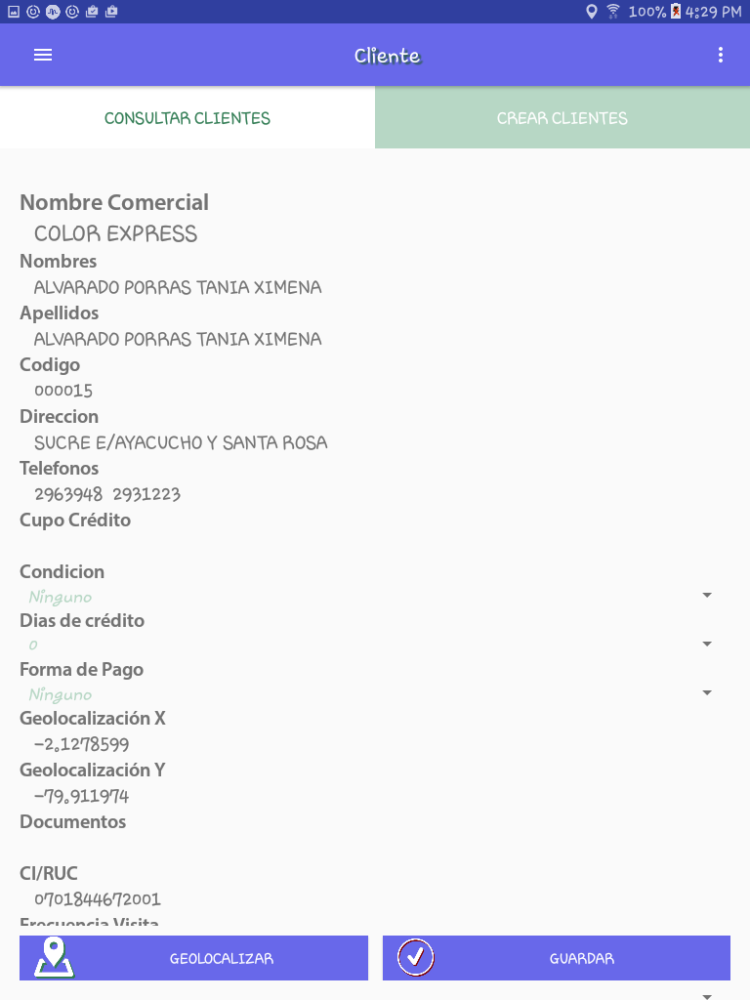 100% 4:29 PM
Cliente
CONSULTAR CLIENTES
CREAR CLIENTES
Nombre Comercial
COLOR EXPRESS
Nombres
ALVARADO PORRAS TANIA XIMENA
Apellidos
ALVARADO PORRAS TANIA XIMENA
Codigo
000015
Direccion
SUCRE E/AYACUCHO Y SANTA ROSA
Telefonos
2963948 2931223
Cupo Crédito
Condicion
Ninguno
Dias de crédito
0
Forma de Pago
Ninguno
Geolocalización X
-2.1278599
Geolocalización Y
-79.911974
Documentos
CI/RUC
0701844672001
Frecuencia Visita
GEOLOCALIZAR
GUARDAR